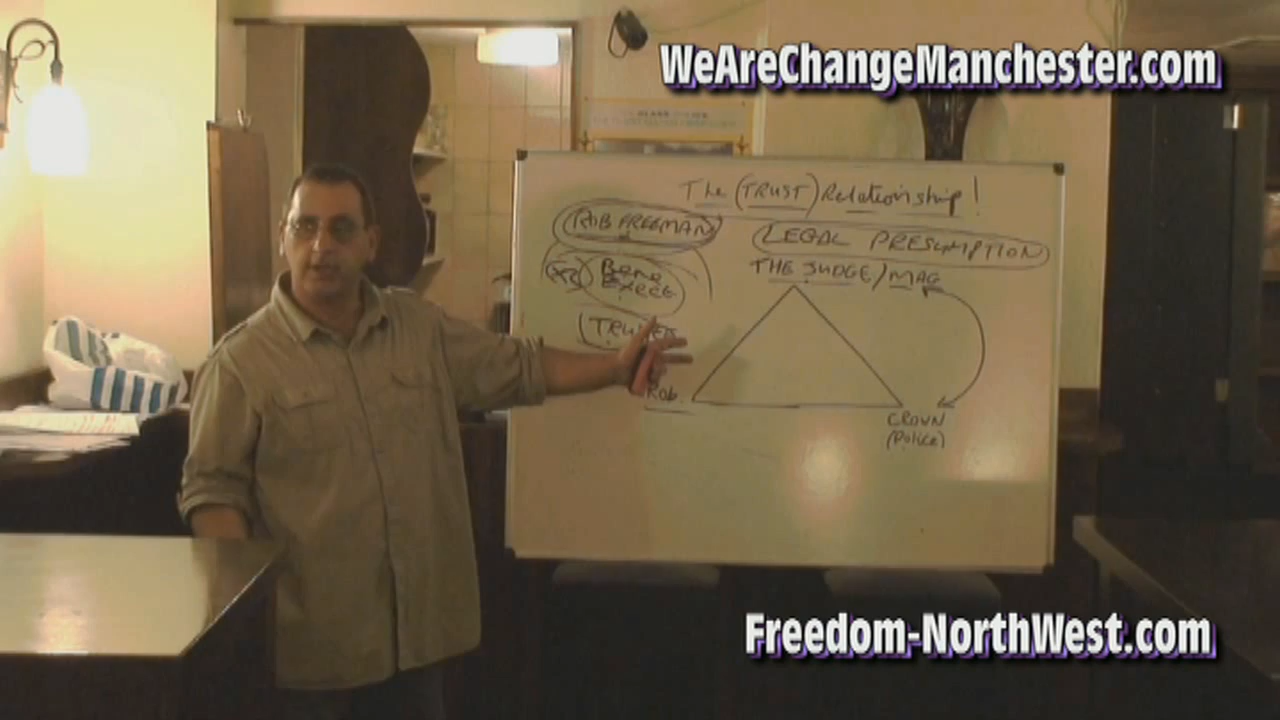 WeAreChangeManchester.com
The (TRUST) Relationship!
ROB FREEMAN
LEGAL PRESUMPTION
THE JUDGE/MAG
Bene
Rob.
CROWN
(Police)
Freedom-NorthWest.com